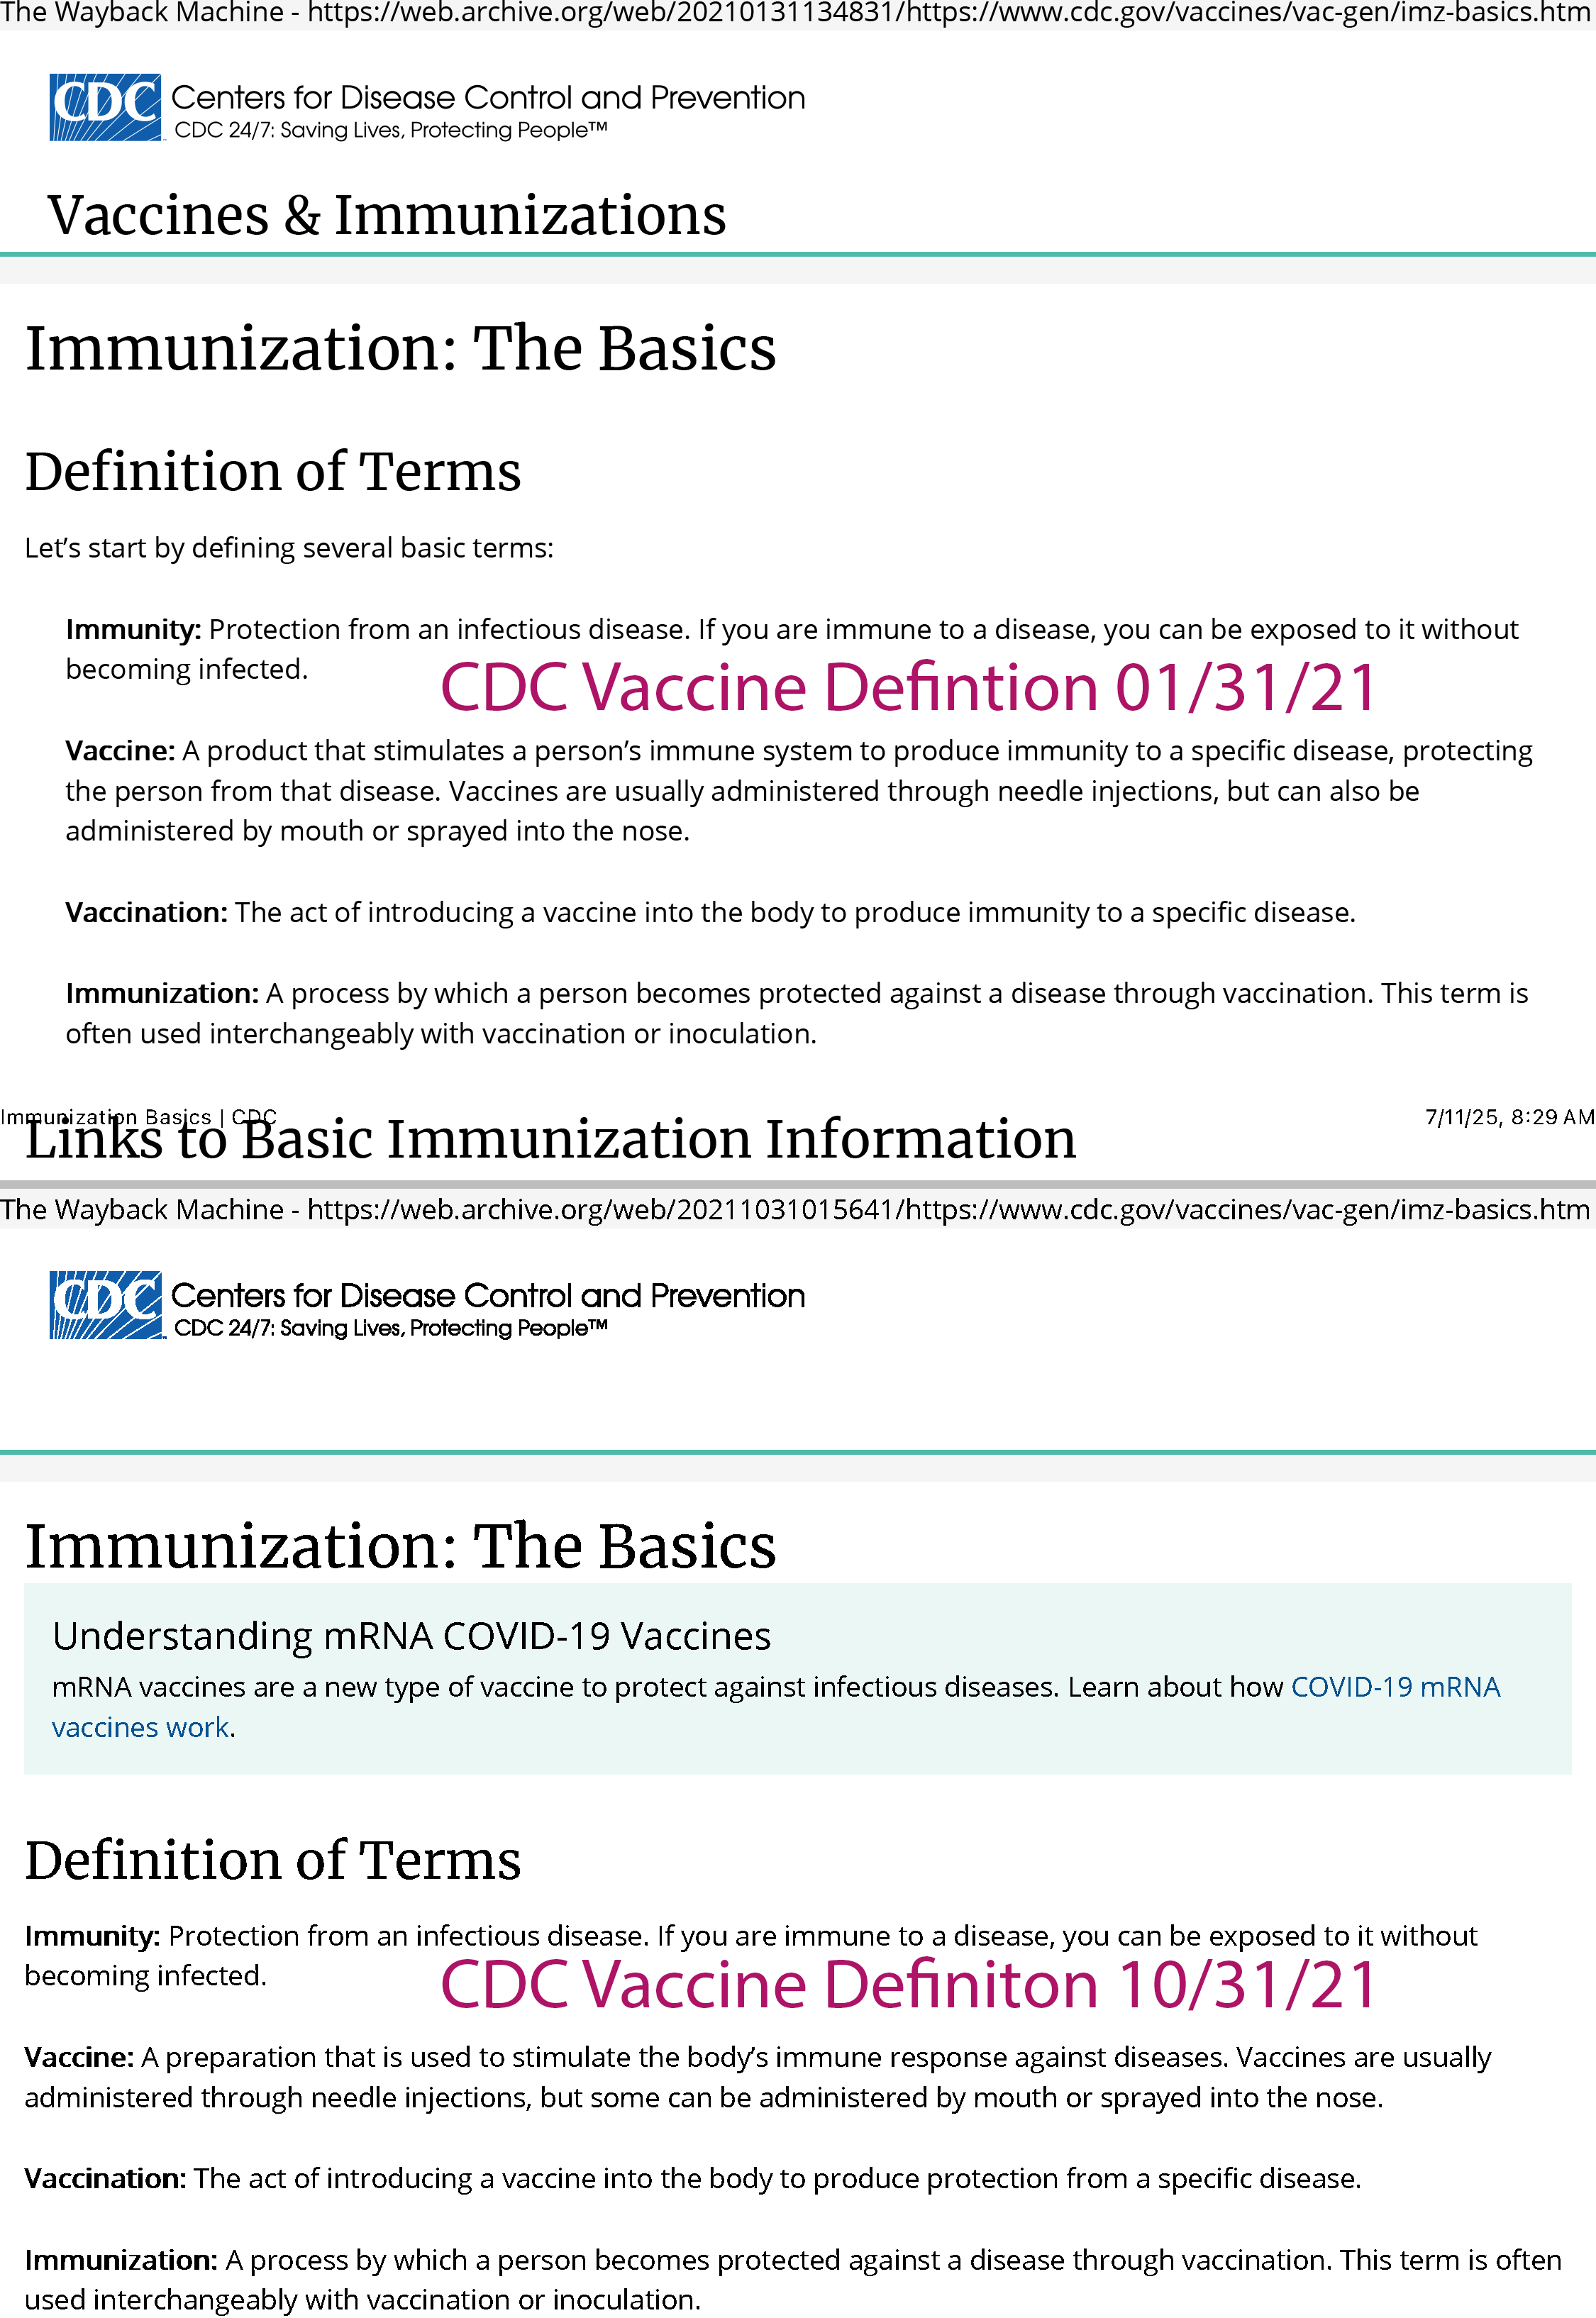 The Wayback Machine - https://web.archive.org/web/20210131134831/https://www.cdc.gov/vaccines/vac-gen/imz-basics.htm
CDC Centers for Disease Control and Prevention
CDC 24/7: Saving Lives, Protecting People™
Vaccines & Immunizations
Immunization: The Basics
Definition of Terms
Let’s start by defining several basic terms:
Immunity: Protection from an infectious disease. If you are immune to a disease, you can be exposed to it without
becoming infected.
CDC Vaccine Defintion 01/31/21
Vaccine: A product that stimulates a person’s immune system to produce immunity to a specific disease, protecting
the person from that disease. Vaccines are usually administered through needle injections, but can also be
administered by mouth or sprayed into the nose.
Vaccination: The act of introducing a vaccine into the body to produce immunity to a specific disease.
Immunization: A process by which a person becomes protected against a disease through vaccination. This term is
often used interchangeably with vaccination or inoculation.
Immunization Basics | CDC
7/11/25, 8:29 AM
Links to Basic Immunization Information
The Wayback Machine - https://web.archive.org/web/20211031015641/https://www.cdc.gov/vaccines/vac-gen/imz-basics.htm
CDC Centers for Disease Control and Prevention
CDC 24/7: Saving Lives, Protecting People™
Immunization: The Basics
Understanding mRNA COVID-19 Vaccines
mRNA vaccines are a new type of vaccine to protect against infectious diseases. Learn about how COVID-19 mRNA
vaccines work.
Definition of Terms
Immunity: Protection from an infectious disease. If you are immune to a disease, you can be exposed to it without
becoming infected.
CDC Vaccine Definiton 10/31/21
Vaccine: A preparation that is used to stimulate the body’s immune response against diseases. Vaccines are usually
administered through needle injections, but some can be administered by mouth or sprayed into the nose.
Vaccination: The act of introducing a vaccine into the body to produce protection from a specific disease.
Immunization: A process by which a person becomes protected against a disease through vaccination. This term is often
used interchangeably with vaccination or inoculation.